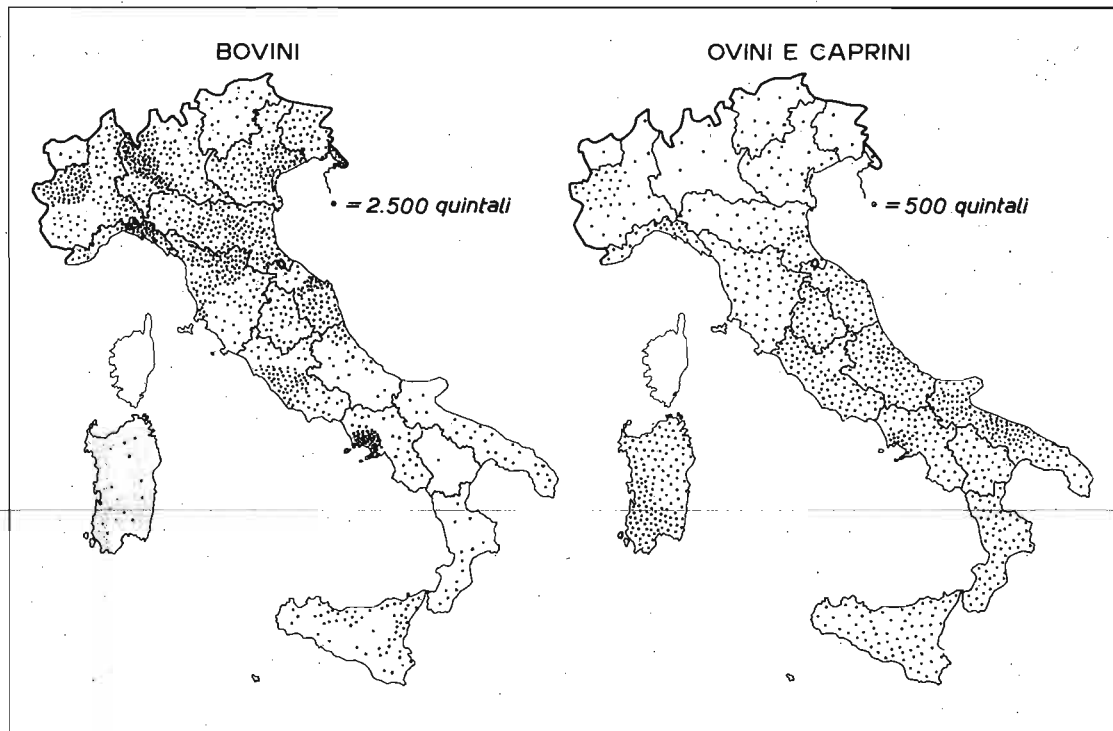 BOVINI
• = 2.500 quintali
OVINI E CAPRINI
• = 500 quintali